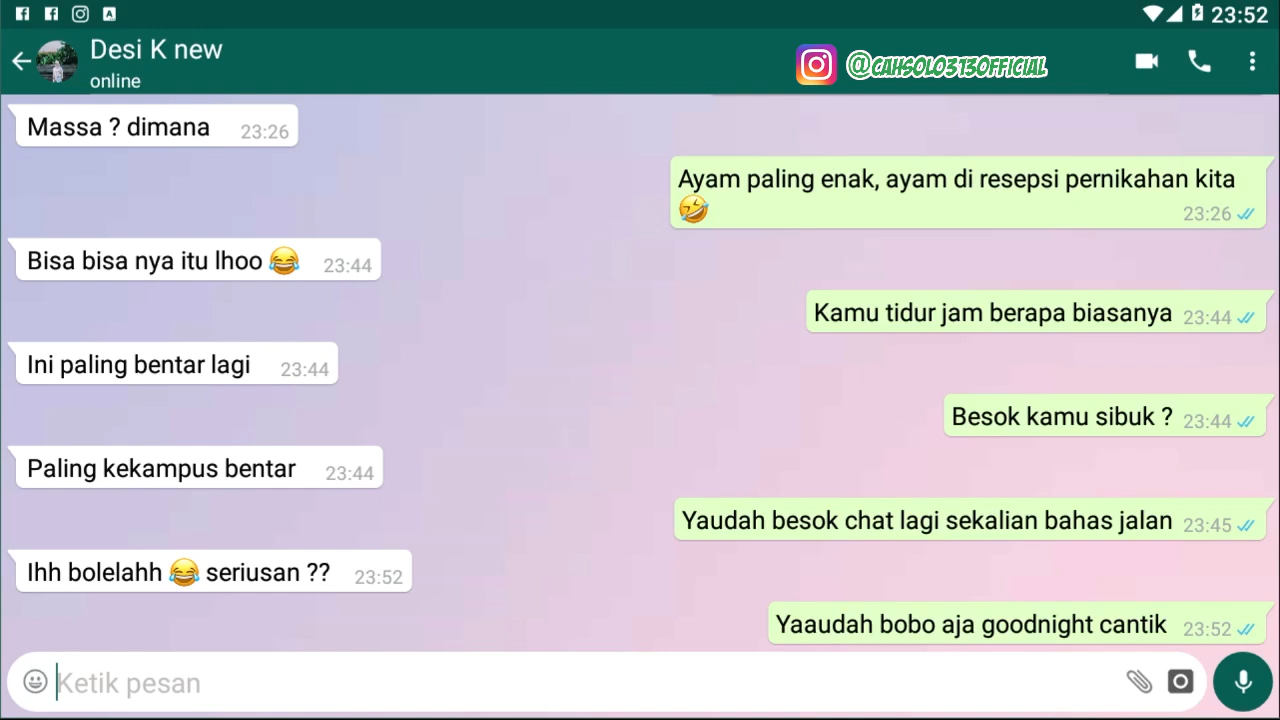 23:52
Desi K new
online
@CAHSOLO313OFFICIAL
Massa ? dimana 23:26
Ayam paling enak, ayam di resepsi pernikahan kita
🤣 23:26
Bisa bisa nya itu lhoo 😂 23:44
Kamu tidur jam berapa biasanya 23:44
Ini paling bentar lagi 23:44
Besok kamu sibuk ? 23:44
Paling kekampus bentar 23:44
Yaudah besok chat lagi sekalian bahas jalan 23:45
Ihh bolelahh 😂 seriusan ?? 23:52
Yaaudah bobo aja goodnight cantik 23:52
Ketik pesan